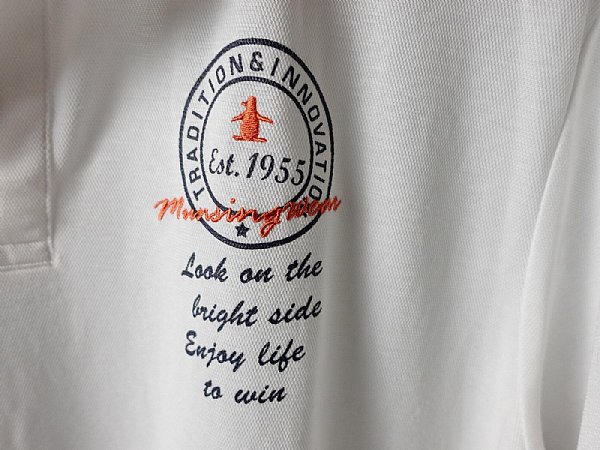 TRADITION & INNOVATION
Est. 1955
Munsingwear
Look on the
bright side
Enjoy life
to win